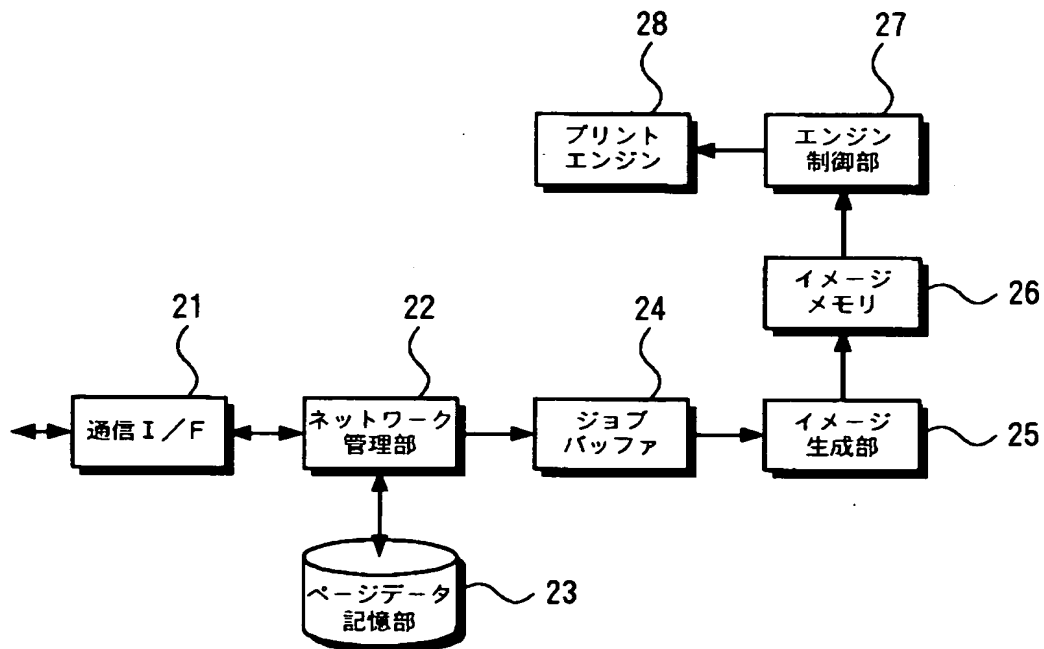 28
27
プリント
エンジン
エンジン
制御部
イメージ
メモリ
26
21
22
24
通信I/F
ネットワーク
管理部
ジョブ
バッファ
イメージ
生成部
25
ページデータ
記憶部
23